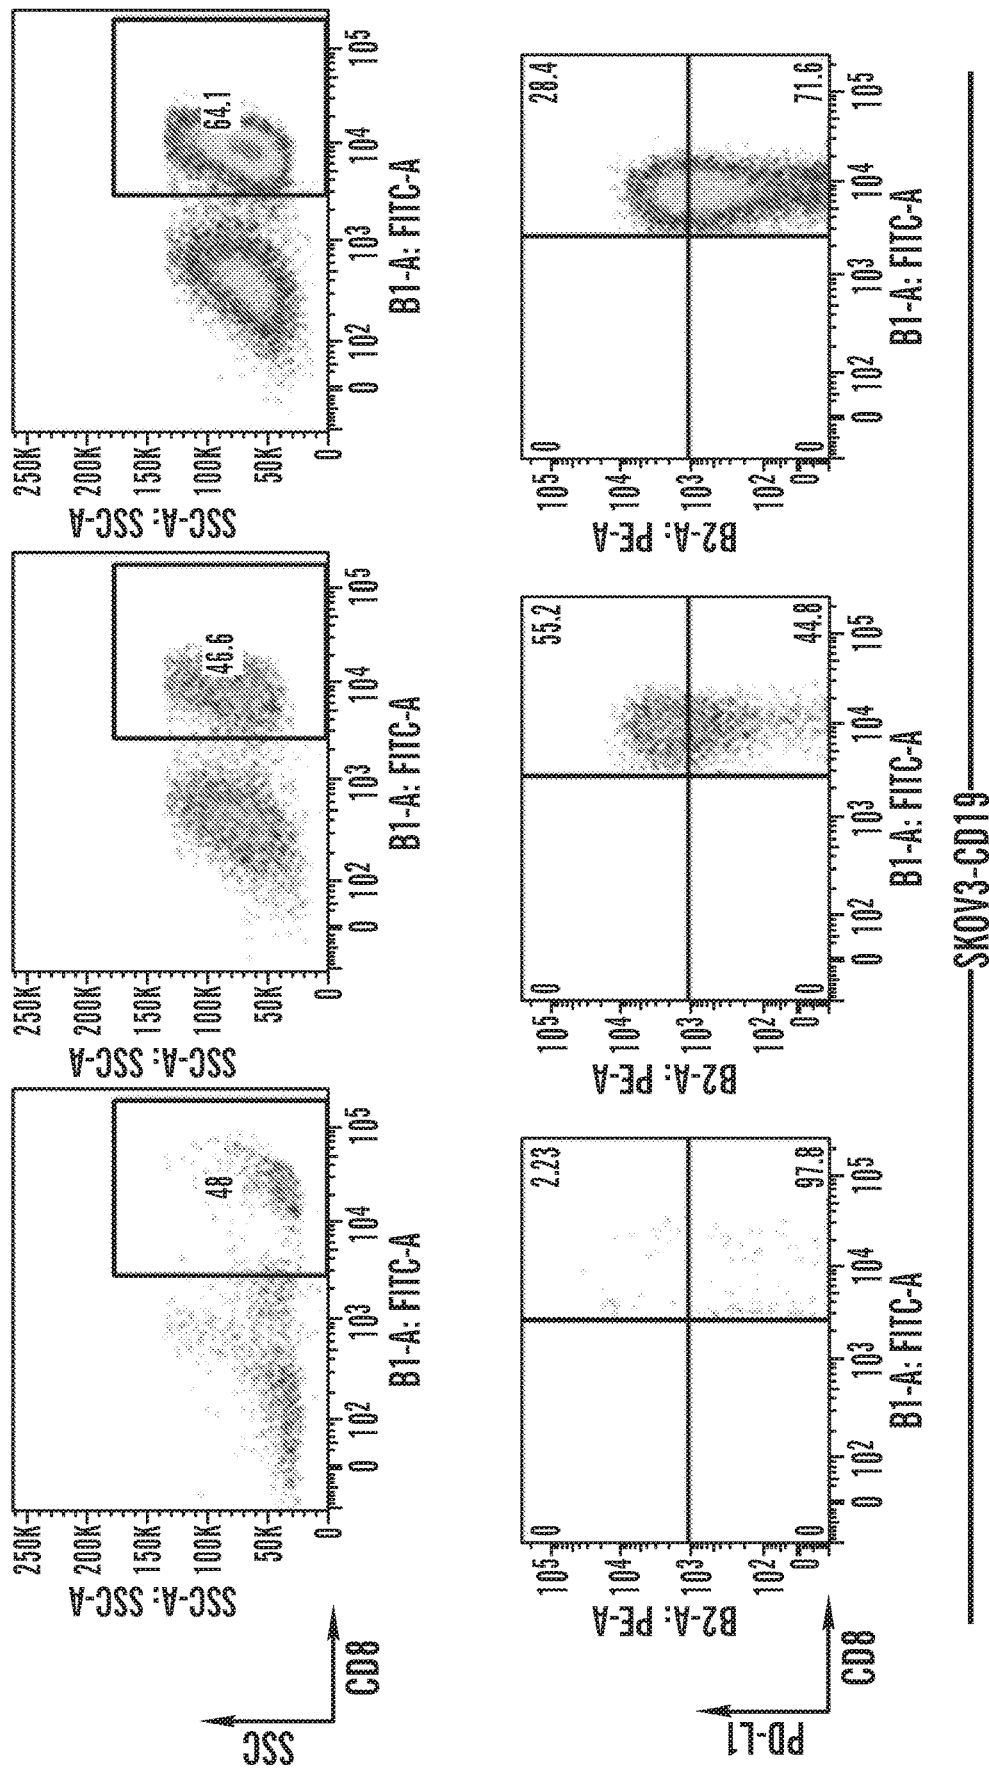 SSC
CD8
SSC-A: SSC-A
250K
200K
150K
100K
50K
0
48
0 10² 10³ 10⁴ 10⁵
B1-A: FITC-A
SSC-A: SSC-A
250K
200K
150K
100K
50K
0
46.6
0 10² 10³ 10⁴ 10⁵
B1-A: FITC-A
SSC-A: SSC-A
250K
200K
150K
100K
50K
0
64.1
0 10² 10³ 10⁴ 10⁵
B1-A: FITC-A
PD-L1
CD8
B2-A: PE-A
10⁵
10⁴
10³
10²
0
0 2.23
0 97.8
0 10² 10³ 10⁴ 10⁵
B1-A: FITC-A
B2-A: PE-A
10⁵
10⁴
10³
10²
0
0 55.2
0 44.8
0 10² 10³ 10⁴ 10⁵
B1-A: FITC-A
B2-A: PE-A
10⁵
10⁴
10³
10²
0
0 28.4
0 71.6
0 10² 10³ 10⁴ 10⁵
B1-A: FITC-A
SKOV3-CD19